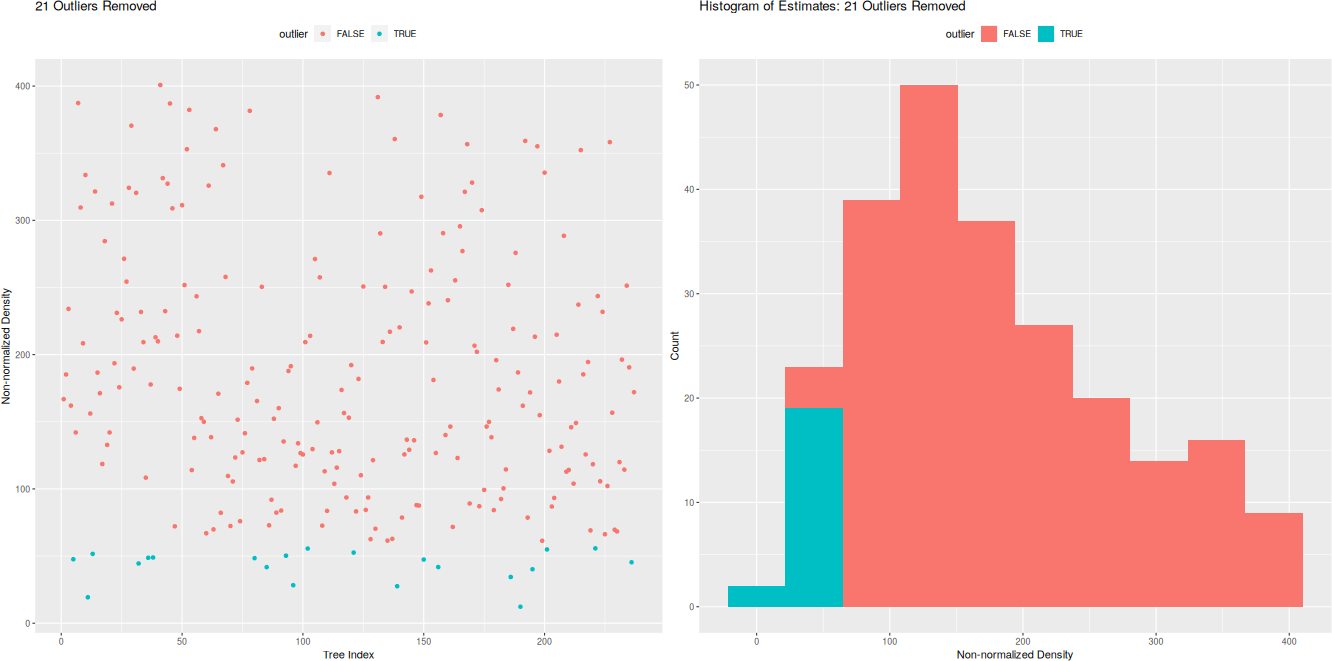 21 Outliers Removed
outlier FALSE TRUE
Non-normalized Density
400
300
200
100
0
0 50 100 150 200
Tree Index
Histogram of Estimates: 21 Outliers Removed
outlier FALSE TRUE
Count
50
40
30
20
10
0
0 100 200 300 400
Non-normalized Density